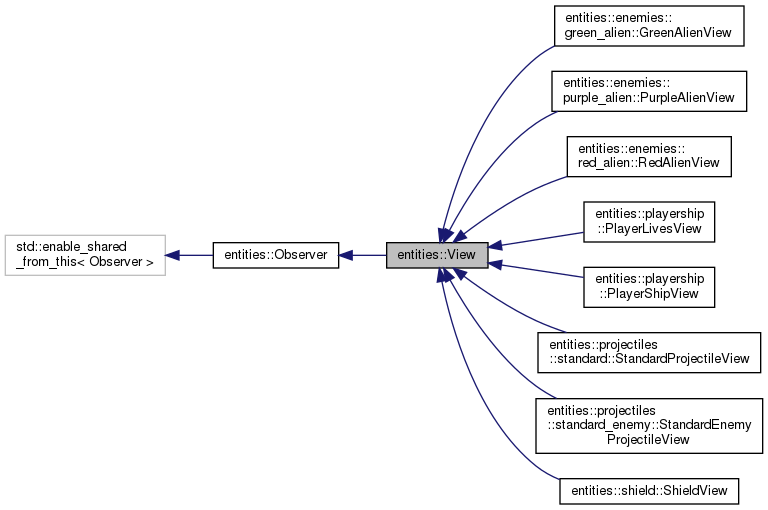 entities::enemies::
green_alien::GreenAlienView
entities::enemies::
purple_alien::PurpleAlienView
entities::enemies::
red_alien::RedAlienView
entities::playership
::PlayerLivesView
std::enable_shared
_from_this< Observer >
entities::Observer
entities::View
entities::playership
::PlayerShipView
entities::projectiles
::standard::StandardProjectileView
entities::projectiles
::standard_enemy::StandardEnemy
ProjectileView
entities::shield::ShieldView